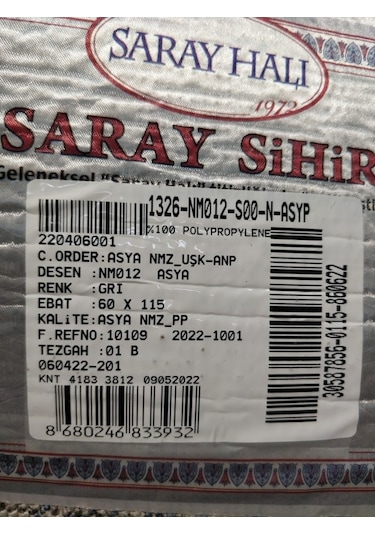 SARAY HALI
1972
SARAY SiHiR
Geleneksel
1326-NM012-S00-N-ASYP
%100 POLYPROPYLENE
220406001
C.ORDER:ASYA NMZ_UŞK-ANP
DESEN :NM012 ASYA
RENK :GRI
EBAT :60 X 115
KALiTE:ASYA NMZ_PP
F.REFNO:10109 2022-1001
TEZGAH :01 B
060422-201
KNT 4183 3812 09052022
8 680246 833932
30587856-0115-860622